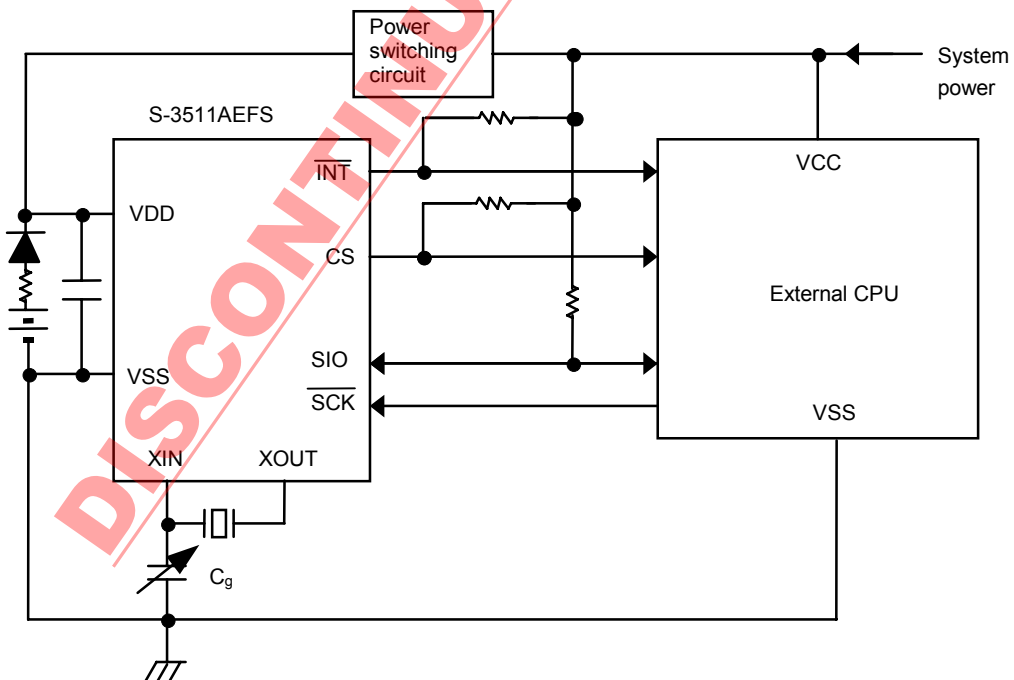 Power
switching
circuit
System
power
S-3511AEFS
INT
VCC
VDD
CS
External CPU
SIO
VSS
SCK
VSS
XIN
XOUT
Cg
DISCONTINU